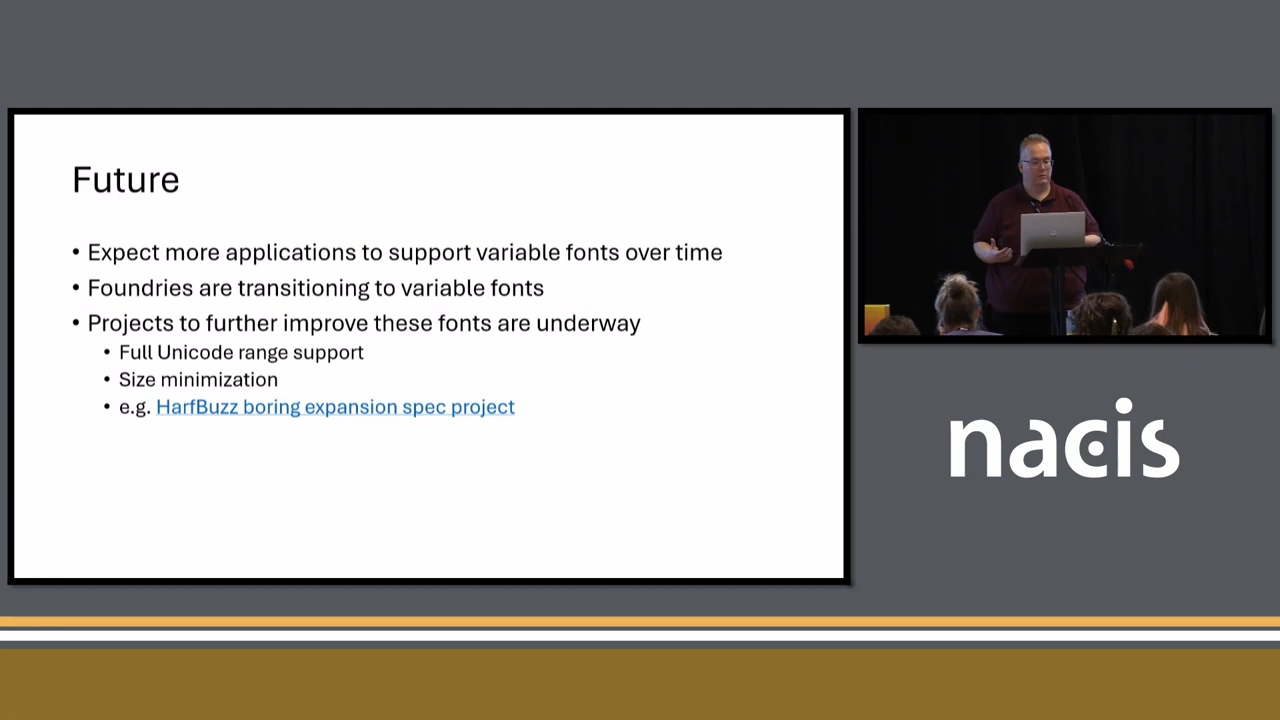 Future
• Expect more applications to support variable fonts over time
• Foundries are transitioning to variable fonts
• Projects to further improve these fonts are underway
• Full Unicode range support
• Size minimization
• e.g. HarfBuzz boring expansion spec project
nacis